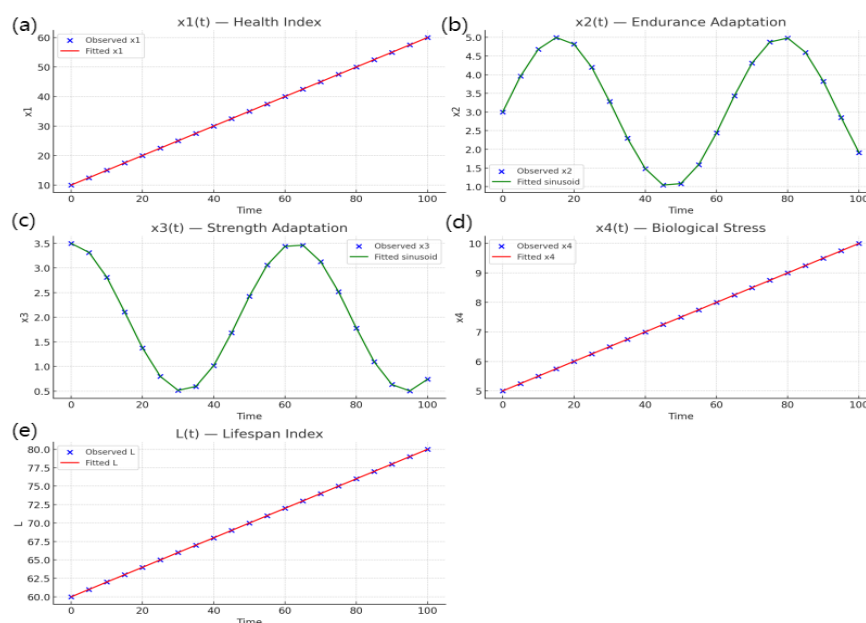 (a)
x1(t) — Health Index
Observed x1
Fitted x1
60
50
40
30
20
10
x1
0 20 40 60 80 100
Time
(b)
x2(t) — Endurance Adaptation
5.0
4.5
4.0
3.5
3.0
2.5
2.0
1.5
1.0
x2
Observed x2
Fitted sinusoid
0 20 40 60 80 100
Time
(c)
x3(t) — Strength Adaptation
Observed x3
Fitted sinusoid
3.5
3.0
2.5
2.0
1.5
1.0
0.5
x3
0 20 40 60 80 100
Time
(d)
x4(t) — Biological Stress
Observed x4
Fitted x4
10
9
8
7
6
5
x4
0 20 40 60 80 100
Time
(e)
L(t) — Lifespan Index
Observed L
Fitted L
80.0
77.5
75.0
72.5
70.0
67.5
65.0
62.5
60.0
L
0 20 40 60 80 100
Time